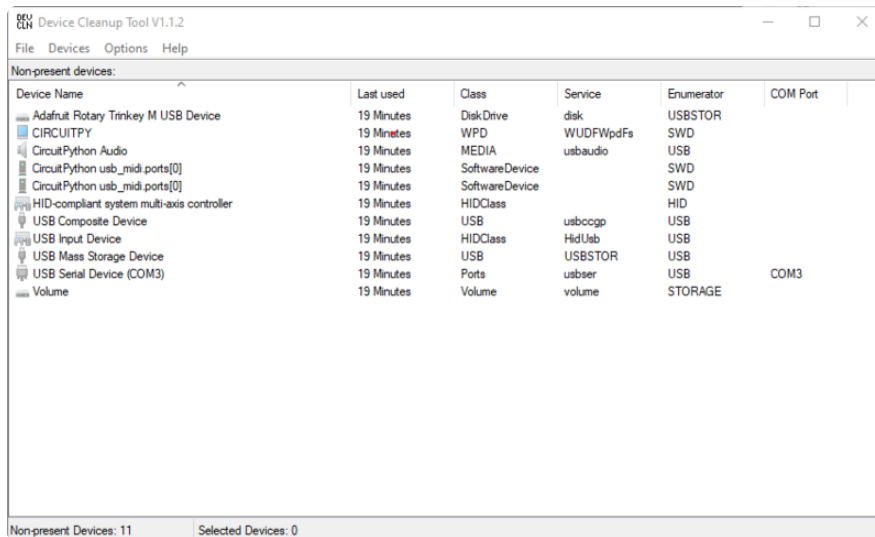 DEV CLN Device Cleanup Tool V1.1.2
File Devices Options Help
Non-present devices:
Device Name Last used Class Service Enumerator COM Port
Adafruit Rotary Trinkey M USB Device 19 Minutes DiskDrive disk USBSTOR
CIRCUITPY 19 Minetes WPD WUDFWpdFs SWD
CircuitPython Audio 19 Minutes MEDIA usbaudio USB
CircuitPython usb_midi.ports[0] 19 Minutes SoftwareDevice SWD
CircuitPython usb_midi.ports[0] 19 Minutes SoftwareDevice SWD
HID-compliant system multi-axis controller 19 Minutes HIDClass HID
USB Composite Device 19 Minutes USB usbccgp USB
USB Input Device 19 Minutes HIDClass HidUsb USB
USB Mass Storage Device 19 Minutes USB USBSTOR USB
USB Serial Device (COM3) 19 Minutes Ports usbser USB COM3
Volume 19 Minutes Volume volume STORAGE
Non-present Devices: 11 Selected Devices: 0